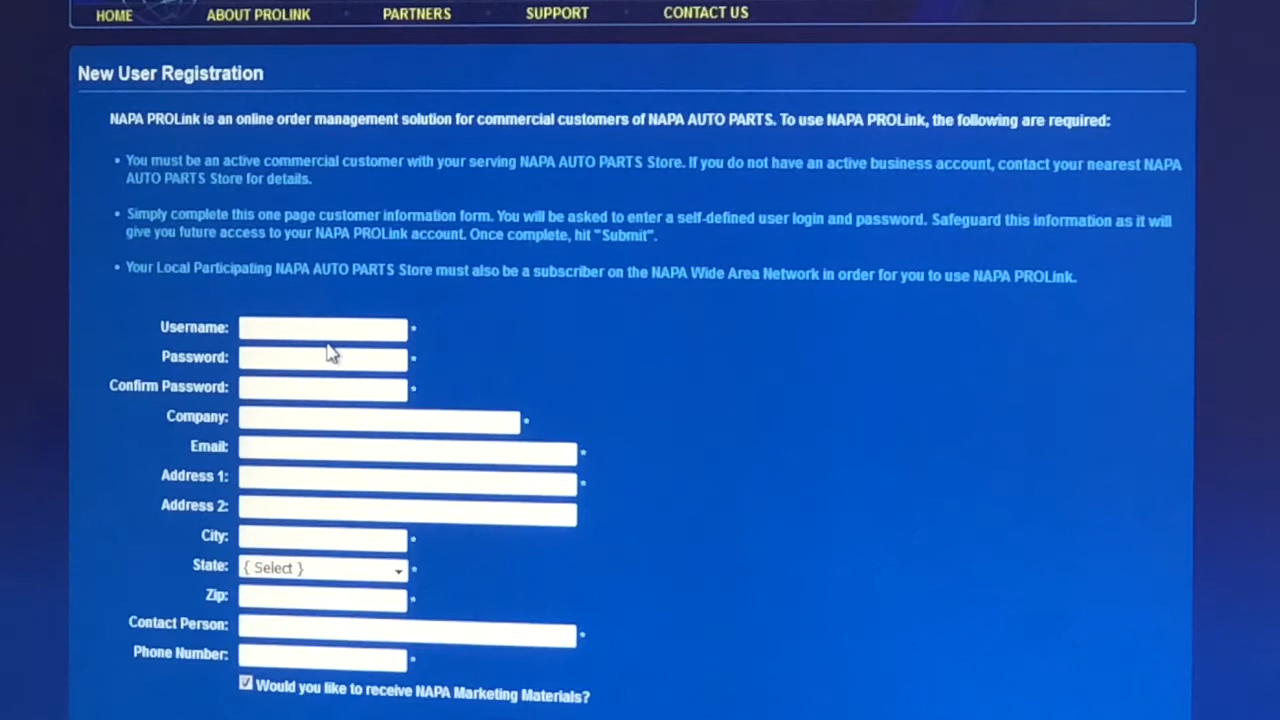 HOME ABOUT PROLINK PARTNERS SUPPORT CONTACT US
New User Registration
NAPA PROLink is an online order management solution for commercial customers of NAPA AUTO PARTS. To use NAPA PROLink, the following are required:
• You must be an active commercial customer with your serving NAPA AUTO PARTS Store. If you do not have an active business account, contact your nearest NAPA
AUTO PARTS Store for details.
• Simply complete this one page customer information form. You will be asked to enter a self-defined user login and password. Safeguard this information as it will
give you future access to your NAPA PROLink account. Once complete, hit "Submit".
• Your Local Participating NAPA AUTO PARTS Store must also be a subscriber on the NAPA Wide Area Network in order for you to use NAPA PROLink.
Username: *
Password: *
Confirm Password: *
Company: *
Email: *
Address 1: *
Address 2:
City: *
State: { Select } *
Zip: *
Contact Person: *
Phone Number: *
Would you like to receive NAPA Marketing Materials?